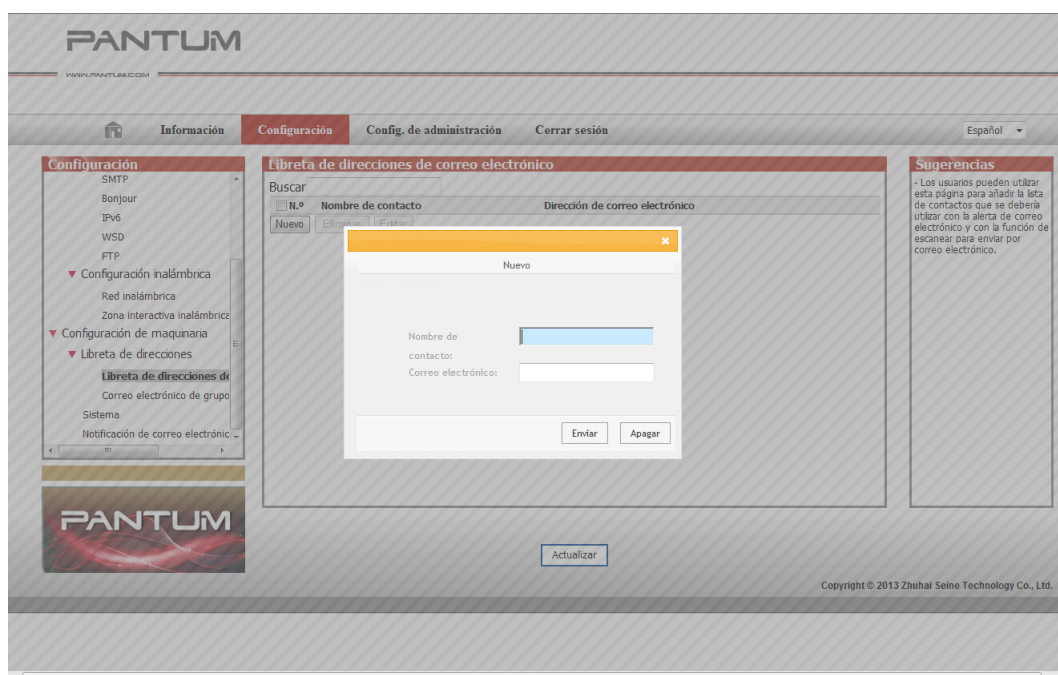 PANTUM
WWW.PANTUM.COM
Información
Configuración
Config. de administración
Cerrar sesión
Español
Configuración
SMTP
Bonjour
IPv6
WSD
FTP
Configuración inalámbrica
Red inalámbrica
Zona interactiva inalámbrica
Configuración de maquinaria
Libreta de direcciones
Libreta de direcciones de
Correo electrónico de grupo
Sistema
Notificación de correo electrónic
PANTUM
Libreta de direcciones de correo electrónico
Buscar
N.º Nombre de contacto Dirección de correo electrónico
Nuevo Eliminar Editar
Nuevo
Nombre de
contacto:
Correo electrónico:
Enviar Apagar
Actualizar
Sugerencias
- Los usuarios pueden utilizar
esta página para añadir la lista
de contactos que se debería
utilizar con la alerta de correo
electrónico y con la función de
escanear para enviar por
correo electrónico.
Copyright © 2013 Zhuhai Seine Technology Co., Ltd.